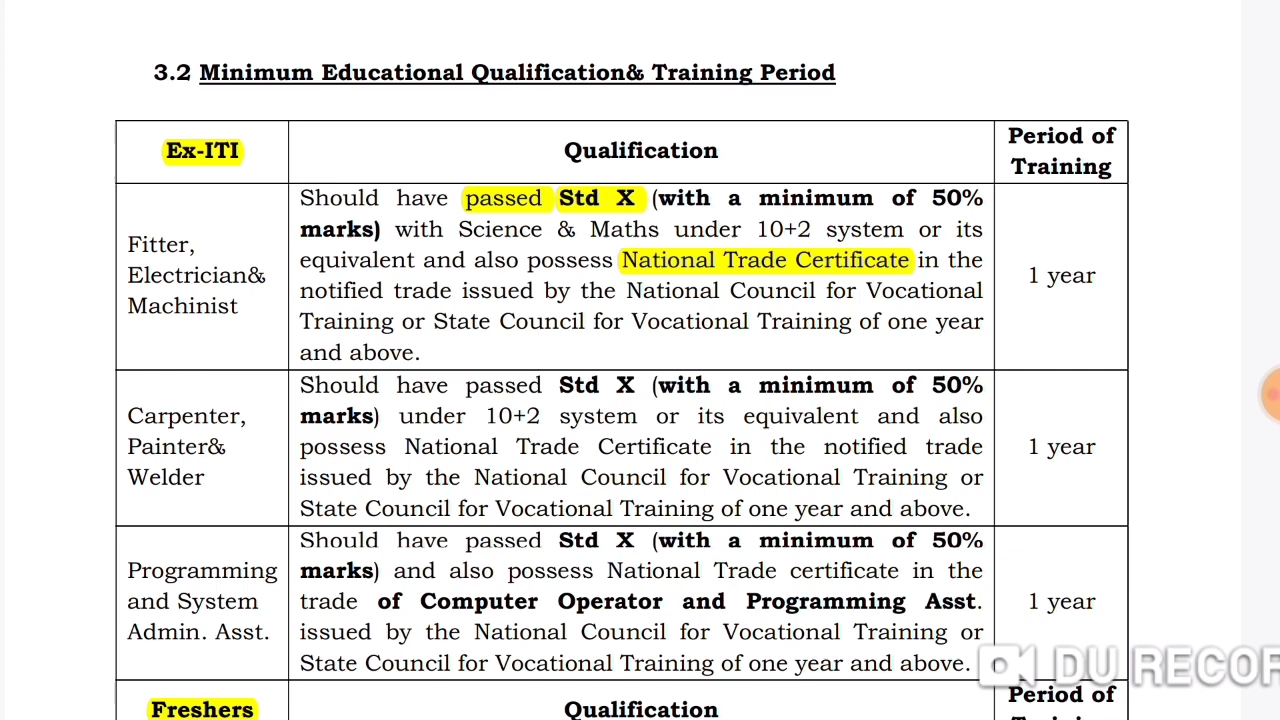 3.2 Minimum Educational Qualification& Training Period
Ex-ITI
Qualification
Period of
Training
Fitter,
Electrician&
Machinist
Should have passed Std X (with a minimum of 50%
marks) with Science & Maths under 10+2 system or its
equivalent and also possess National Trade Certificate in the
notified trade issued by the National Council for Vocational
Training or State Council for Vocational Training of one year
and above.
1 year
Carpenter,
Painter&
Welder
Should have passed Std X (with a minimum of 50%
marks) under 10+2 system or its equivalent and also
possess National Trade Certificate in the notified trade
issued by the National Council for Vocational Training or
State Council for Vocational Training of one year and above.
1 year
Programming
and System
Admin. Asst.
Should have passed Std X (with a minimum of 50%
marks) and also possess National Trade certificate in the
trade of Computer Operator and Programming Asst.
issued by the National Council for Vocational Training or
State Council for Vocational Training of one year and above.
1 year
DU RECOR
Freshers
Qualification
Period of